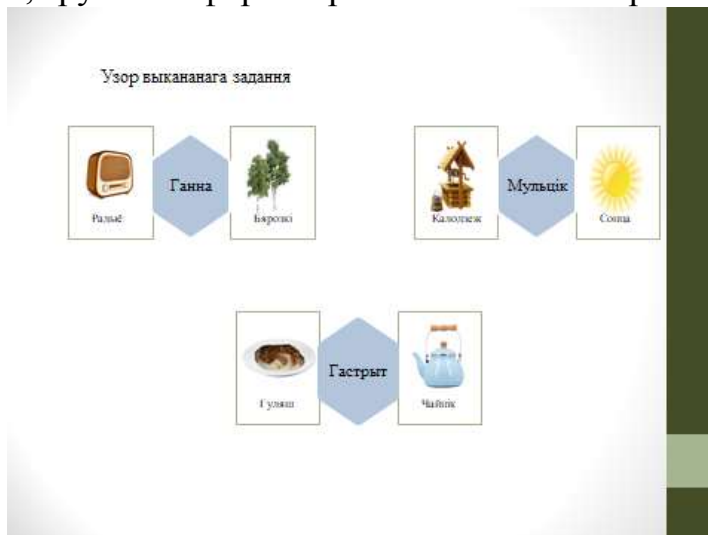 Узор выкананага задання
Ганна
Мульцік
Радыё
Бярозкі
Калодзеж
Сонца
Гастрыт
Гуляш
Чайнік